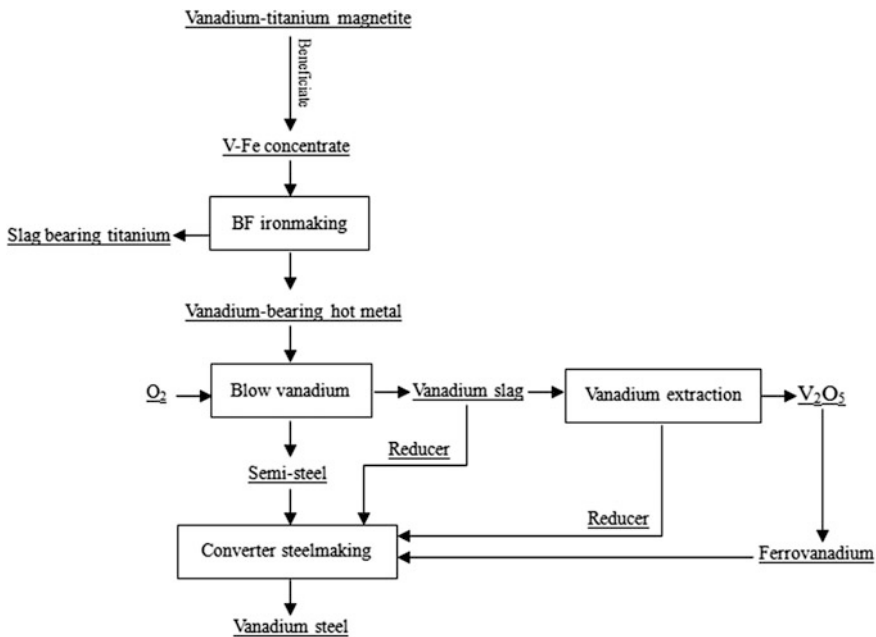 Vanadium-titanium magnetite
Beneficiate
V-Fe concentrate
BF ironmaking
Slag bearing titanium
Vanadium-bearing hot metal
O₂
Blow vanadium
Vanadium slag
Vanadium extraction
V₂O₅
Reducer
Semi-steel
Reducer
Converter steelmaking
Ferrovanadium
Vanadium steel